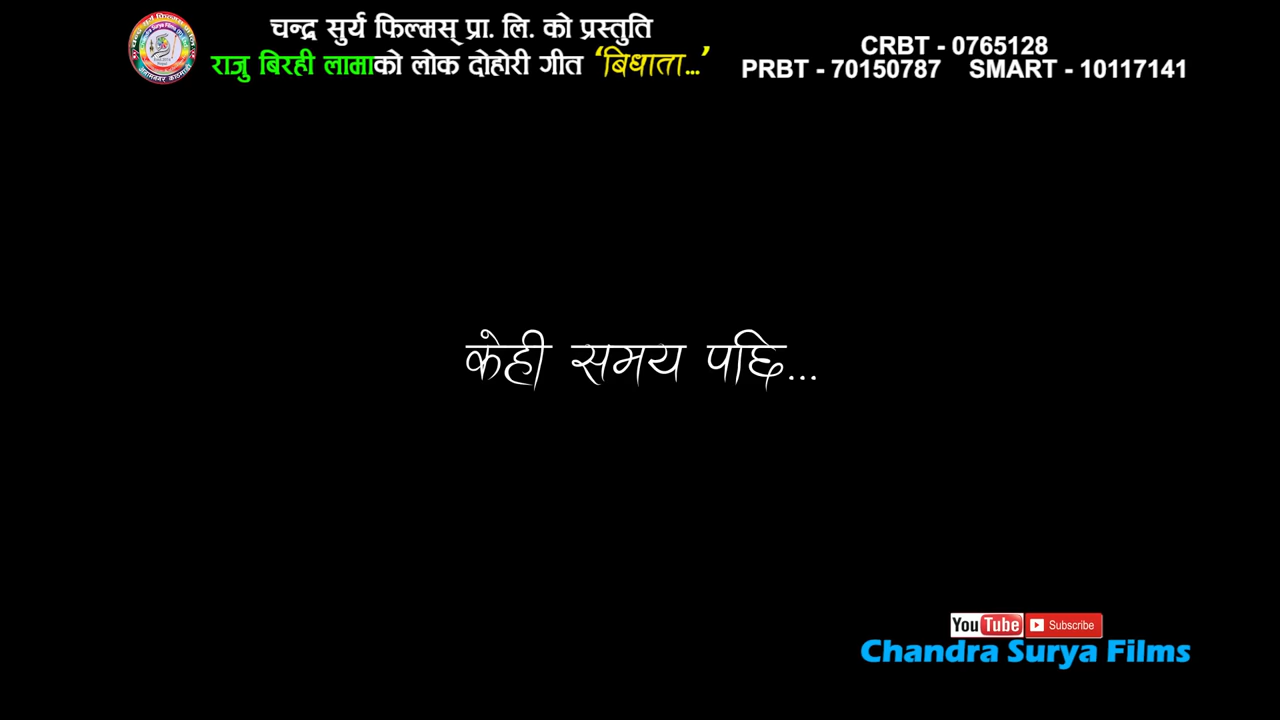 चन्द्र सुर्य फिल्मस् प्रा. लि. को प्रस्तुति
राजु बिरही लामाको लोक दोहोरी गीत ‘बिधाता...’
CRBT - 0765128
PRBT - 70150787 SMART - 10117141
केही समय पछि...
YouTube Subscribe
Chandra Surya Films